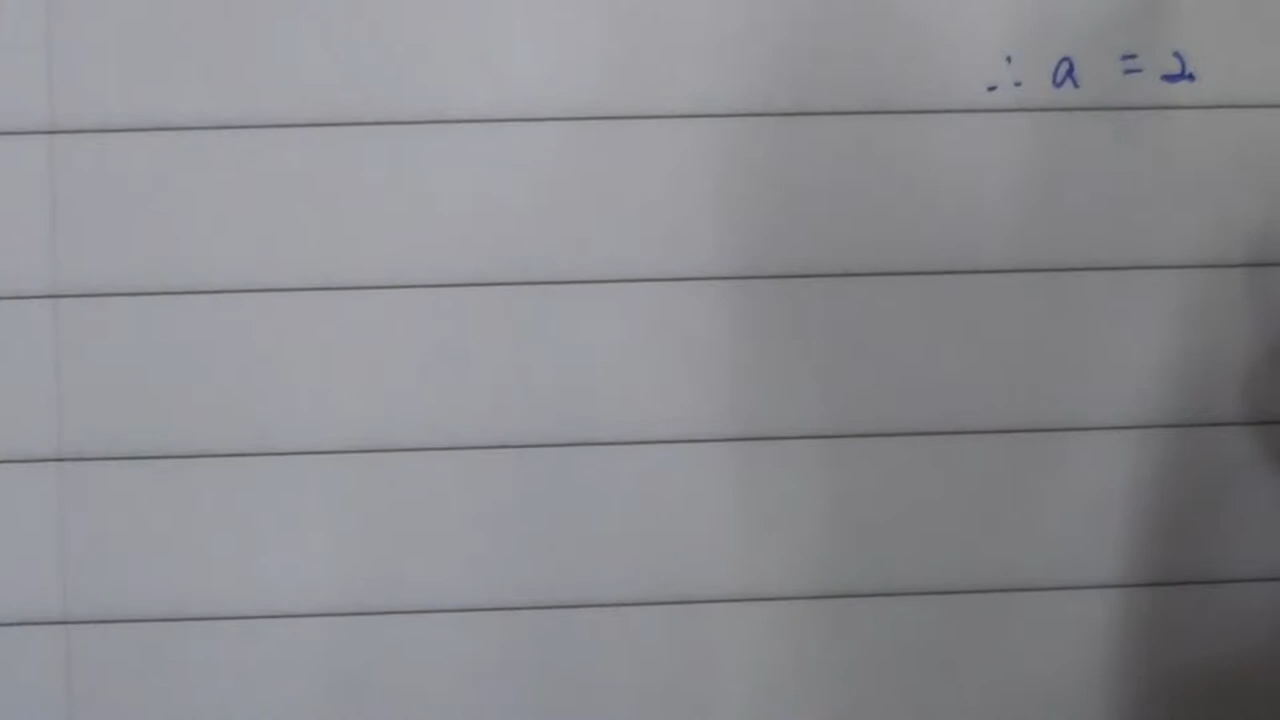 ∴ a = 2